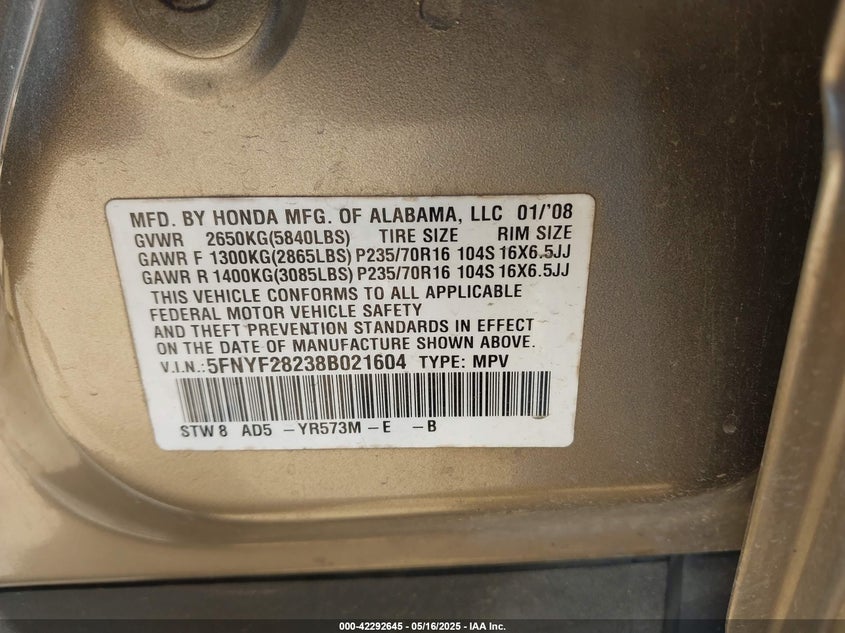 MFD. BY HONDA MFG. OF ALABAMA, LLC 01/'08
GVWR 2650KG(5840LBS) TIRE SIZE RIM SIZE
GAWR F 1300KG(2865LBS) P235/70R16 104S 16X6.5JJ
GAWR R 1400KG(3085LBS) P235/70R16 104S 16X6.5JJ
THIS VEHICLE CONFORMS TO ALL APPLICABLE
FEDERAL MOTOR VEHICLE SAFETY
AND THEFT PREVENTION STANDARDS IN EFFECT
ON THE DATE OF MANUFACTURE SHOWN ABOVE.
V.I.N.:5FNYF28238B021604 TYPE: MPV
STW8 AD5 -YR573M-E -B
000-42292645 - 05/16/2025 - IAA Inc.